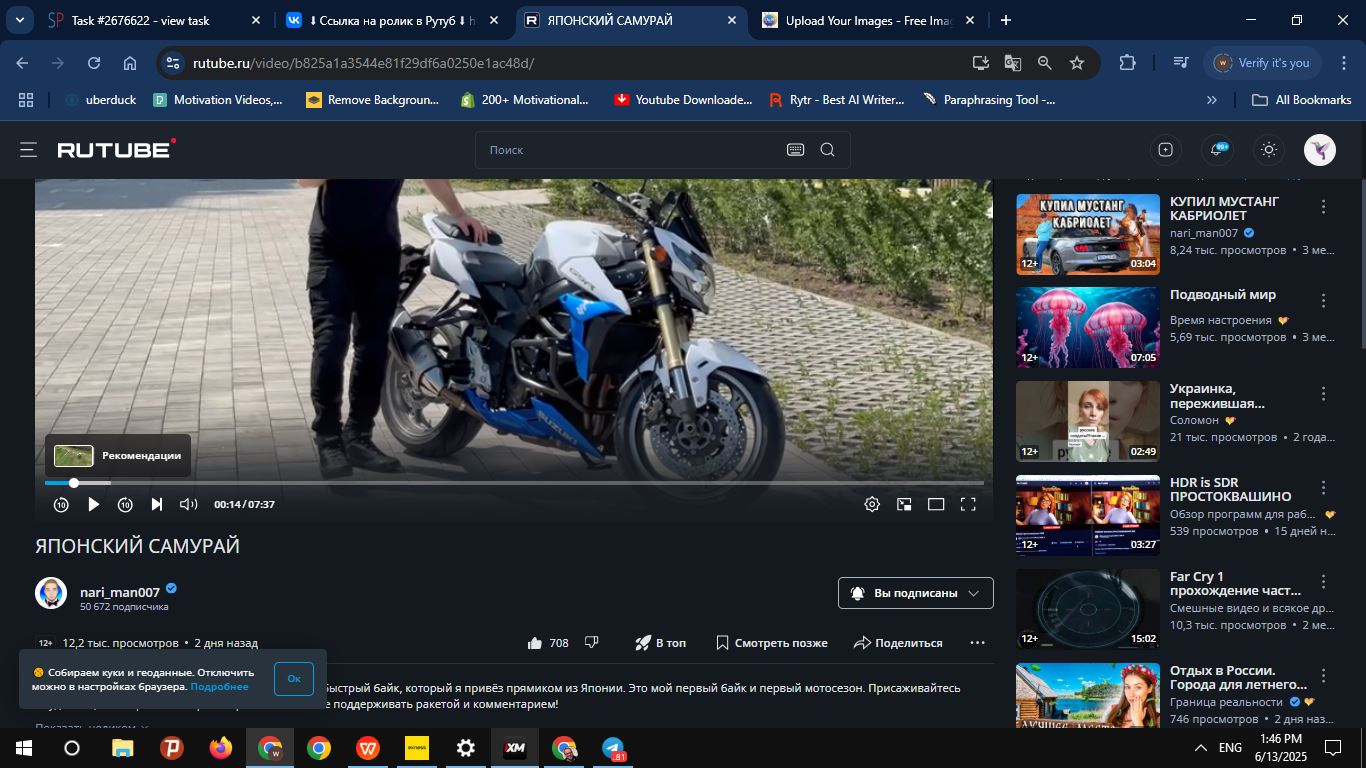 Task #2676622 - view task
⬇Ссылка на ролик в Рутуб⬇ h
ЯПОНСКИЙ САМУРАЙ
Upload Your Images - Free Imag
rutube.ru/video/b825a1a3544e81f29df6a0250e1ac48d/
Verify it's you
uberduck
Motivation Videos,...
Remove Backgroun...
200+ Motivational...
Youtube Downloade...
Rytr - Best AI Writer...
Paraphrasing Tool -...
All Bookmarks
RUTUBE
Поиск
99+
Рекомендации
10
10
00:14 / 07:37
SUZUKI
GSR
ЯПОНСКИЙ САМУРАЙ
nari_man007
50 672 подписчика
Вы подписаны
12+ 12,2 тыс. просмотров • 2 дня назад
708
В топ
Смотреть позже
Поделиться
Собираем куки и геоданные. Отключить
можно в настройках браузера. Подробнее
Ок
быстрый байк, который я привёз прямиком из Японии. Это мой первый байк и первый мотосезон. Присаживайтесь
поддерживать ракетой и комментарием!
КУПИЛ МУСТАНГ
КАБРИОЛЕТ
12+
03:04
КУПИЛ МУСТАНГ
КАБРИОЛЕТ
nari_man007
8,24 тыс. просмотров • 3 ме...
12+
07:05
Подводный мир
Время настроения
5,69 тыс. просмотров • 3 ме...
12+
02:49
Украинка,
пережившая...
Соломон
21 тыс. просмотров • 2 года...
12+
03:27
HDR is SDR
ПРОСТОКВАШИНО
Обзор программ для раб...
539 просмотров • 15 дней н...
12+
15:02
Far Cry 1
прохождение част...
Смешные видео и всякое др...
10,3 тыс. просмотров • 2 ме...
Отдых в России.
Города для летнего...
Граница реальности
746 просмотров • 2 дня наз...
exness
XM
81
ENG
1:46 PM
6/13/2025